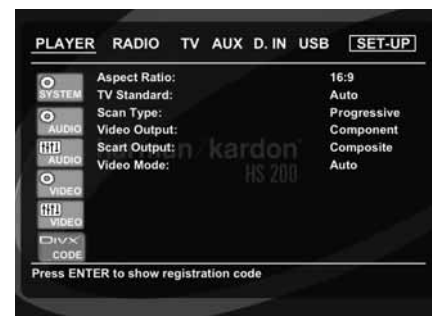 PLAYER RADIO TV AUX D. IN USB SET-UP
SYSTEM
AUDIO
AUDIO
VIDEO
VIDEO
DIVX
CODE
Aspect Ratio: 16:9
TV Standard: Auto
Scan Type: Progressive
Video Output: Component
Scart Output: Composite
Video Mode: Auto
harman/kardon
HS 200
Press ENTER to show registration code